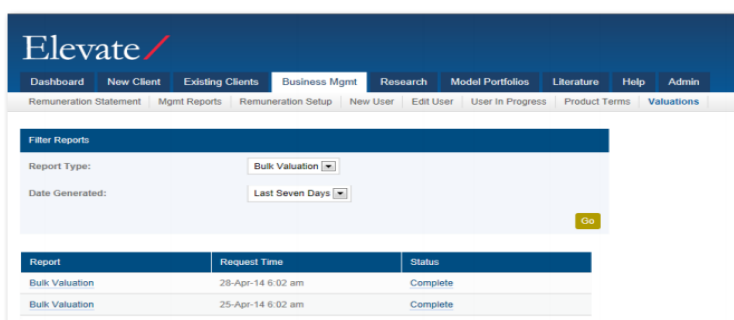 Elevate
Dashboard New Client Existing Clients Business Mgmt Research Model Portfolios Literature Help Admin
Remuneration Statement Mgmt Reports Remuneration Setup New User Edit User User In Progress Product Terms Valuations
Filter Reports
Report Type: Bulk Valuation
Date Generated: Last Seven Days
Go
Report Request Time Status
Bulk Valuation 28-Apr-14 6:02 am Complete
Bulk Valuation 25-Apr-14 6:02 am Complete